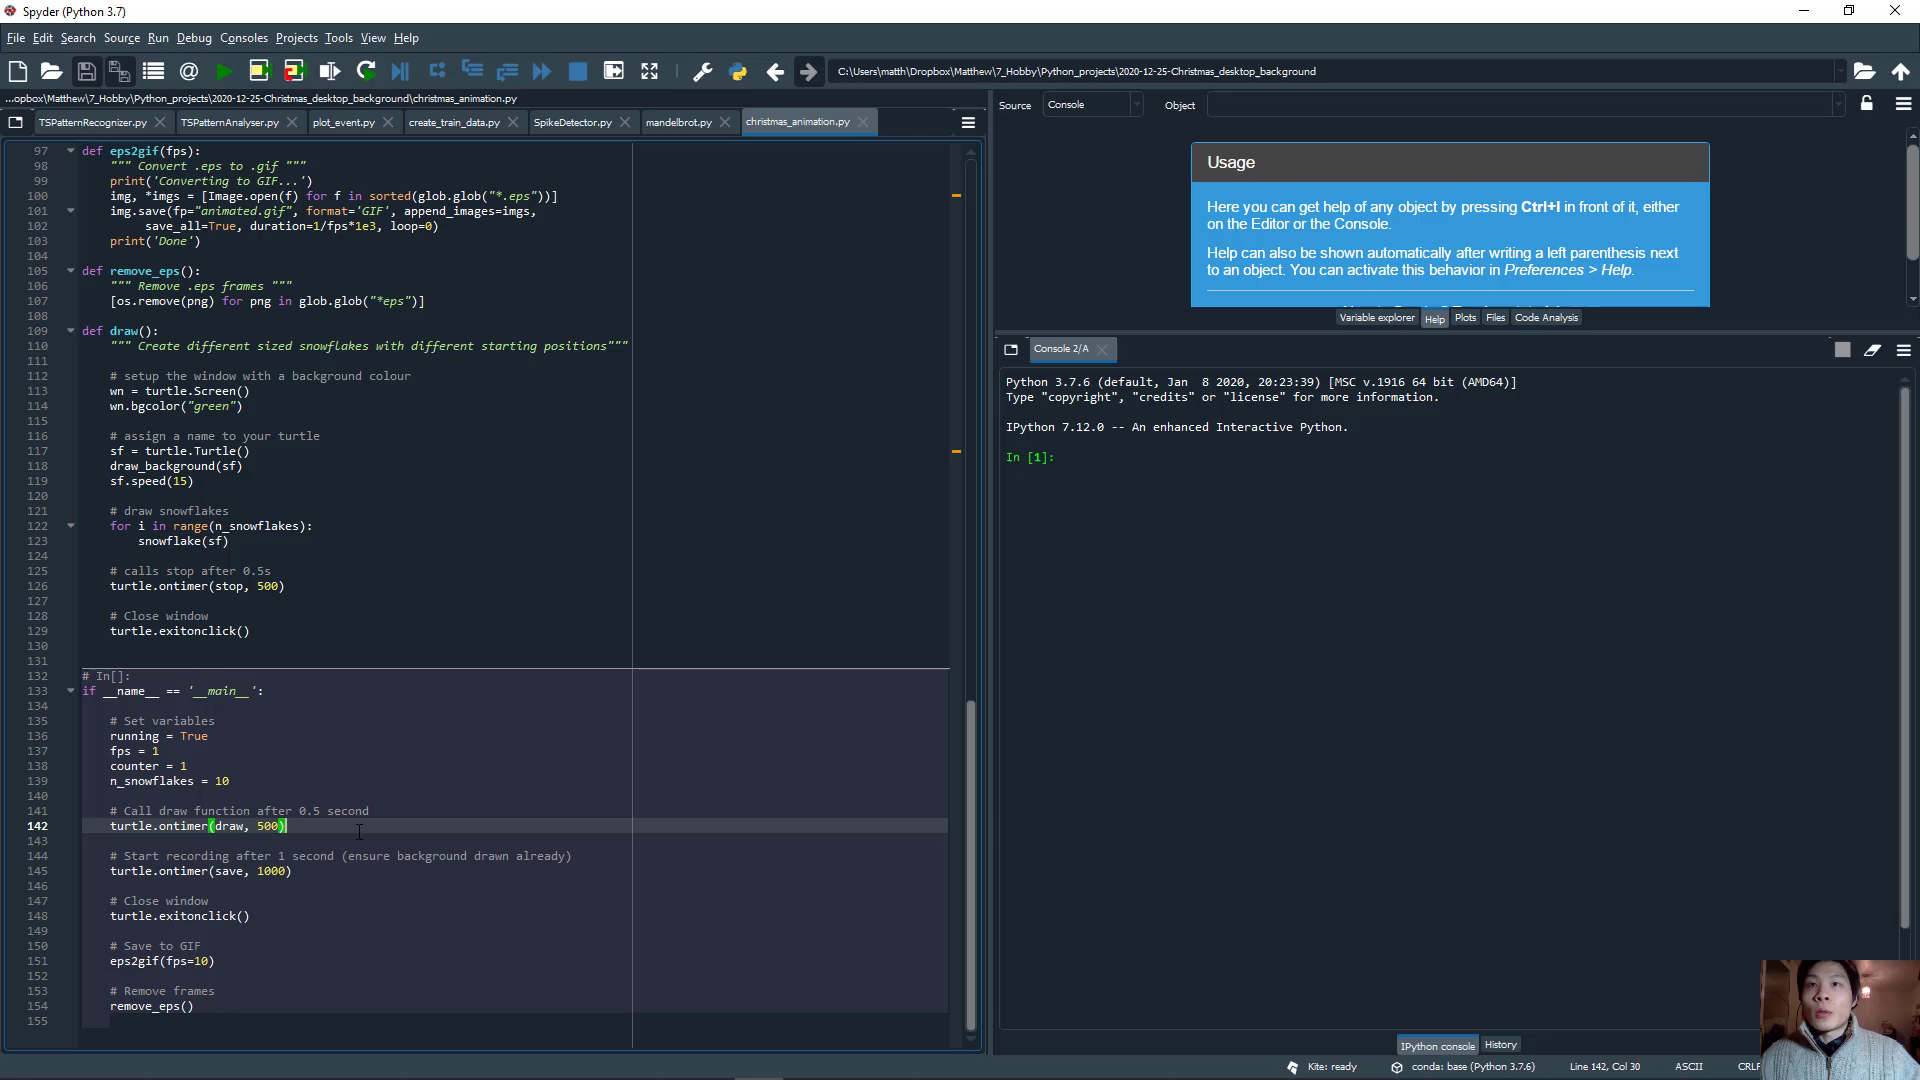 Spyder (Python 3.7)
File Edit Search Source Run Debug Consoles Projects Tools View Help
C:\Users\matth\Dropbox\Matthew\7_Hobby\Python_projects\2020-12-25-Christmas_desktop_background
...opbox\Matthew\7_Hobby\Python_projects\2020-12-25-Christmas_desktop_background\christmas_animation.py
TSPatternRecognizer.py TSPatternAnalyser.py plot_event.py create_train_data.py SpikeDetector.py mandelbrot.py christmas_animation.py
97 def eps2gif(fps):
98 """ Convert .eps to .gif """
99 print('Converting to GIF...')
100 img, *imgs = [Image.open(f) for f in sorted(glob.glob("*.eps"))]
101 img.save(fp="animated.gif", format='GIF', append_images=imgs,
102 save_all=True, duration=1/fps*1e3, loop=0)
103 print('Done')
104
105 def remove_eps():
106 """ Remove .eps frames """
107 [os.remove(png) for png in glob.glob("*eps")]
108
109 def draw():
110 """ Create different sized snowflakes with different starting positions"""
111
112 # setup the window with a background colour
113 wn = turtle.Screen()
114 wn.bgcolor("green")
115
116 # assign a name to your turtle
117 sf = turtle.Turtle()
118 draw_background(sf)
119 sf.speed(15)
120
121 # draw snowflakes
122 for i in range(n_snowflakes):
123 snowflake(sf)
124
125 # calls stop after 0.5s
126 turtle.ontimer(stop, 500)
127
128 # Close window
129 turtle.exitonclick()
130
131
132 # In[]:
133 if __name__ == '__main__':
134
135 # Set variables
136 running = True
137 fps = 1
138 counter = 1
139 n_snowflakes = 10
140
141 # Call draw function after 0.5 second
142 turtle.ontimer(draw, 500)
143
144 # Start recording after 1 second (ensure background drawn already)
145 turtle.ontimer(save, 1000)
146
147 # Close window
148 turtle.exitonclick()
149
150 # Save to GIF
151 eps2gif(fps=10)
152
153 # Remove frames
154 remove_eps()
155
Source Console Object
Usage
Here you can get help of any object by pressing Ctrl+I in front of it, either
on the Editor or the Console.
Help can also be shown automatically after writing a left parenthesis next
to an object. You can activate this behavior in Preferences > Help.
Variable explorer Help Plots Files Code Analysis
Console 2/A
Python 3.7.6 (default, Jan 8 2020, 20:23:39) [MSC v.1916 64 bit (AMD64)]
Type "copyright", "credits" or "license" for more information.
IPython 7.12.0 -- An enhanced Interactive Python.
In [1]:
IPython console History
Kite: ready conda: base (Python 3.7.6) Line 142, Col 30 ASCII CRLF